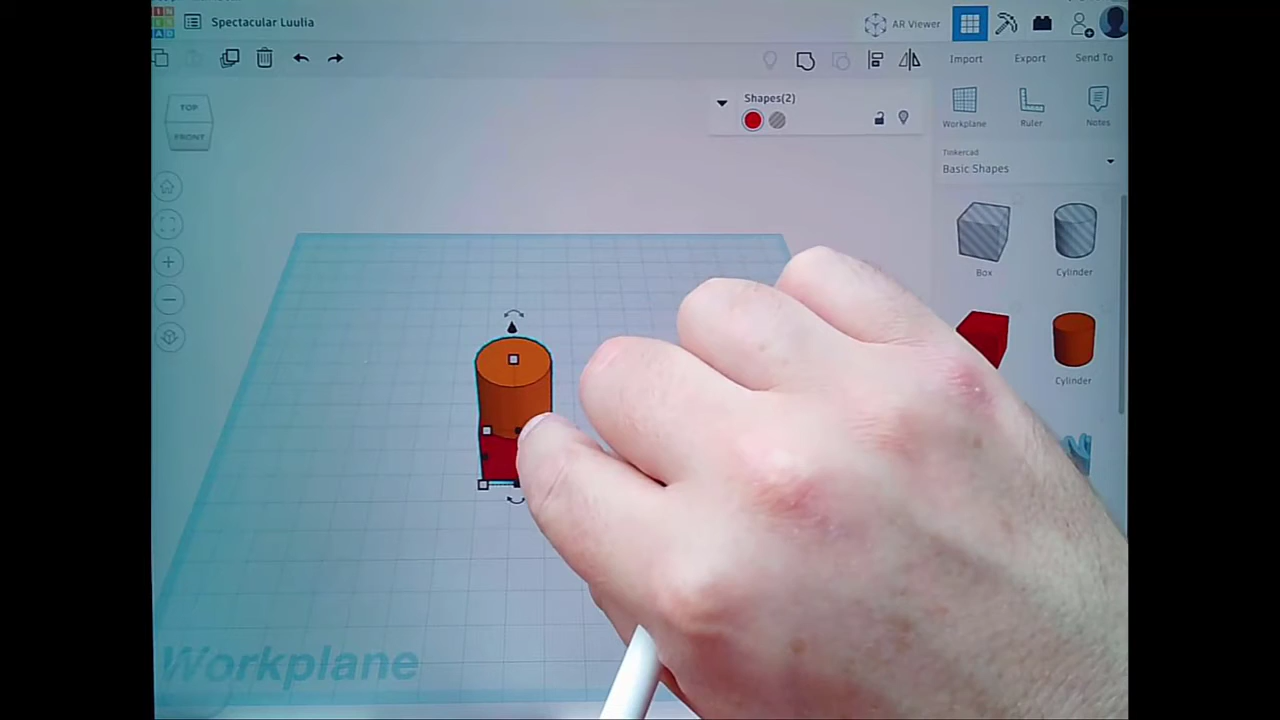 Spectacular Luulia
AR Viewer
Import
Export
Send To
TOP
FRONT
Shapes(2)
Workplane
Ruler
Notes
Tinkercad
Basic Shapes
Box
Cylinder
Cylinder
Workplane